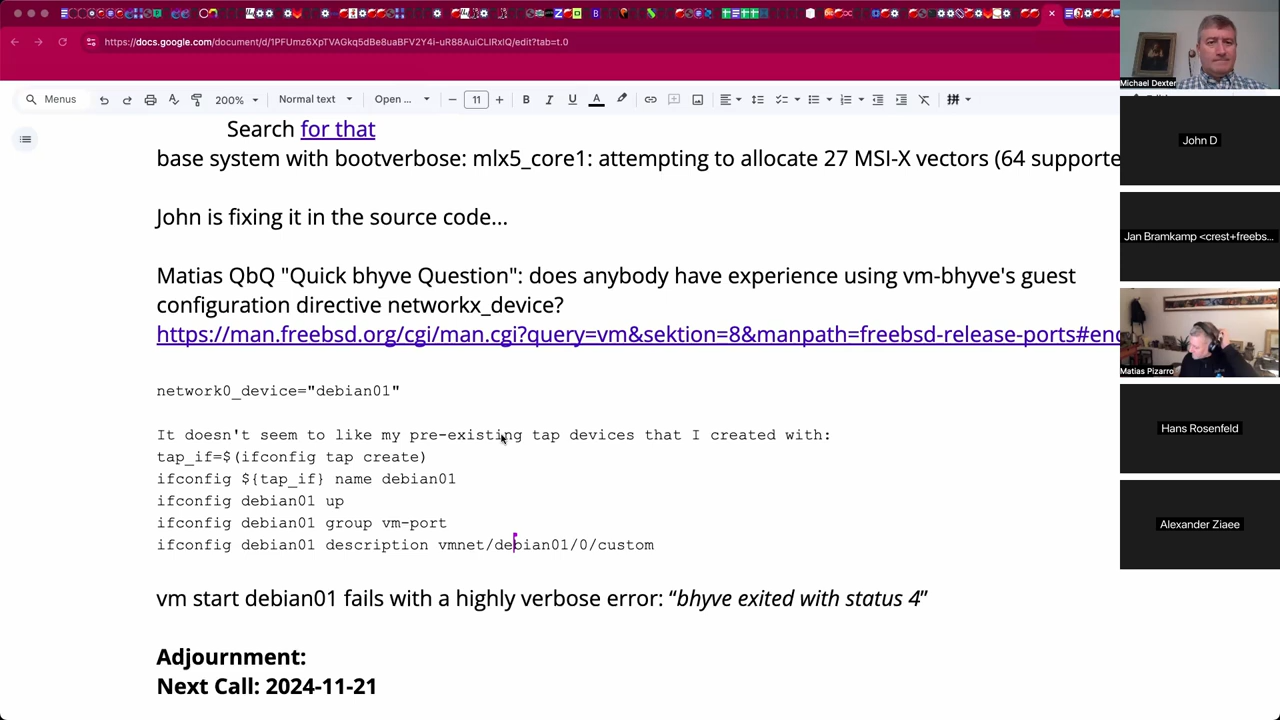 https://docs.google.com/document/d/1PFUmz6XpTVAGkq5dBe8uaBFV2Y4i-uR88AuiCLIRxIQ/edit?tab=t.0
Menus
200%
Normal text
Open ...
11
Search for that
base system with bootverbose: mlx5_core1: attempting to allocate 27 MSI-X vectors (64 supporte
John is fixing it in the source code...
Matias QbQ "Quick bhyve Question": does anybody have experience using vm-bhyve's guest
configuration directive networkx_device?
https://man.freebsd.org/cgi/man.cgi?query=vm&sektion=8&manpath=freebsd-release-ports#end
network0_device="debian01"
It doesn't seem to like my pre-existing tap devices that I created with:
tap_if=$(ifconfig tap create)
ifconfig ${tap_if} name debian01
ifconfig debian01 up
ifconfig debian01 group vm-port
ifconfig debian01 description vmnet/debian01/0/custom
vm start debian01 fails with a highly verbose error: “bhyve exited with status 4”
Adjournment:
Next Call: 2024-11-21
Michael Dexter
John D
Jan Bramkamp <crest+freebs...
Matias Pizarro
Hans Rosenfeld
Alexander Ziaee